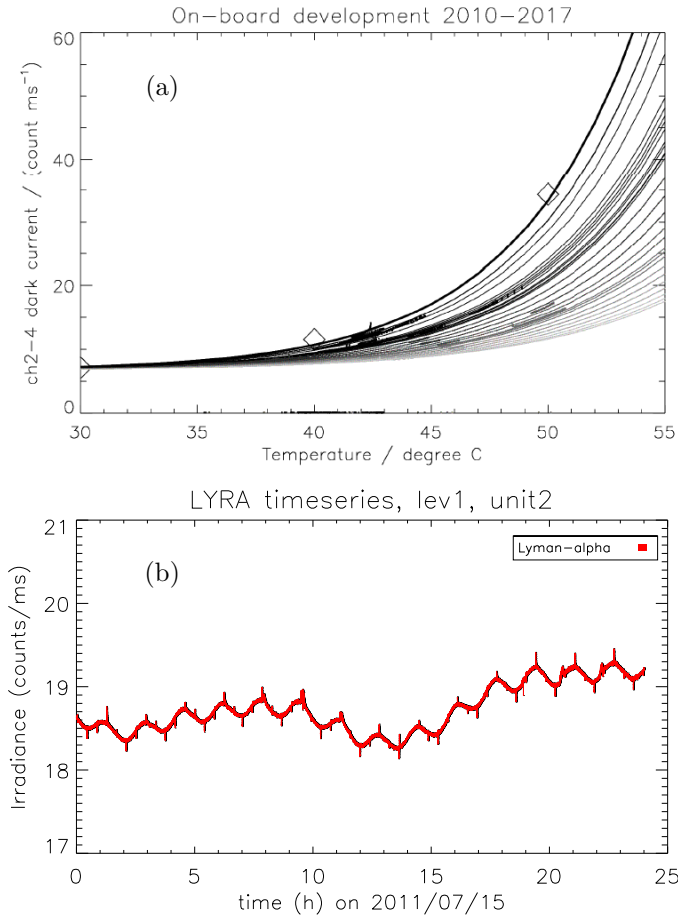 On-board development 2010-2017
60
(a)
40
20
0
ch2-4 dark current / (count ms⁻¹)
30 35 40 45 50 55
Temperature / degree C
LYRA timeseries, lev1, unit2
21
Lyman-alpha
(b)
20
19
18
17
Irradiance (counts/ms)
0 5 10 15 20 25
time (h) on 2011/07/15